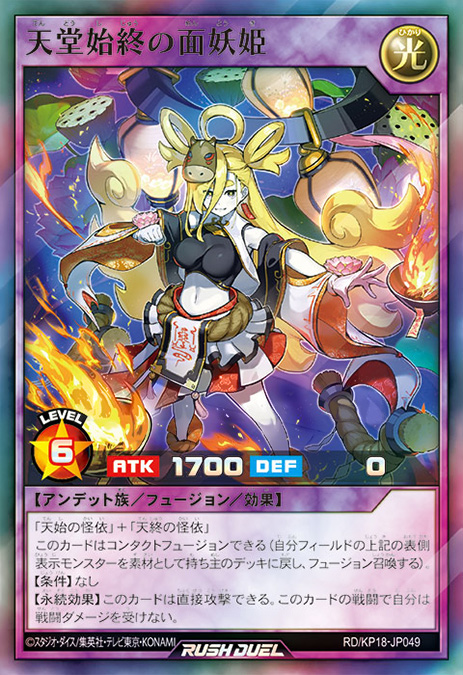 天堂始終の面妖姫
光
LEVEL
6
ATK 1700 DEF 0
【アンデット族／フュージョン／効果】
「天始の怪依」+「天終の怪依」
このカードはコンタクトフュージョンできる(自分フィールドの上記の表側
表示モンスターを素材として持ち主のデッキに戻し、フュージョン召喚する)。
【条件】なし
【永続効果】このカードは直接攻撃できる。このカードの戦闘で自分は
戦闘ダメージを受けない。
©スタジオ・ダイス/集英社・テレビ東京・KONAMI
RUSH DUEL
RD/KP18-JP049